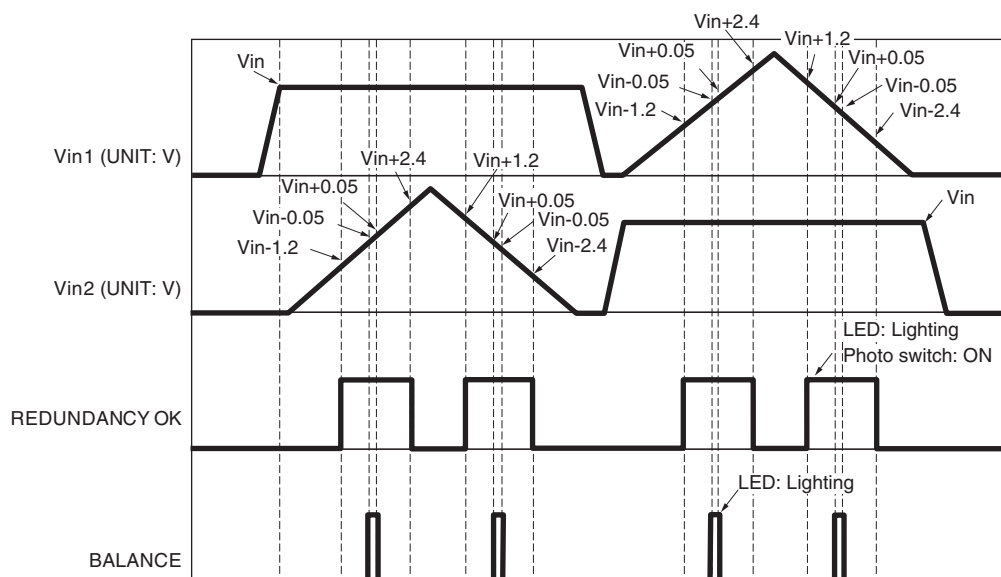 Vin+2.4
Vin
Vin+0.05
Vin+1.2
Vin-0.05
Vin+0.05
Vin-0.05
Vin-1.2
Vin-2.4
Vin1 (UNIT: V)
Vin+2.4
Vin+1.2
Vin+0.05
Vin+0.05
Vin
Vin-0.05
Vin-0.05
Vin-1.2
Vin-2.4
Vin2 (UNIT: V)
LED: Lighting
Photo switch: ON
REDUNDANCY OK
LED: Lighting
BALANCE